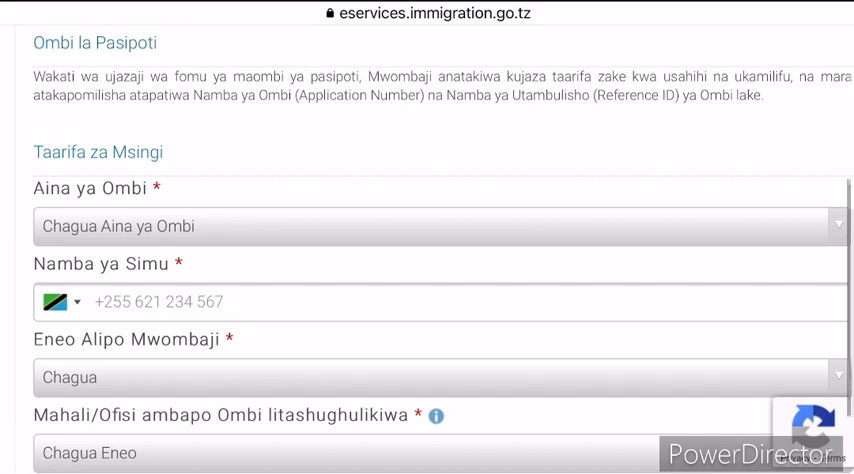 eservices.immigration.go.tz
Ombi la Pasipoti
Wakati wa ujazaji wa fomu ya maombi ya pasipoti, Mwombaji anatakiwa kujaza taarifa zake kwa usahihi na ukamilifu, na mara
atakapomilisha atapatiwa Namba ya Ombi (Application Number) na Namba ya Utambulisho (Reference ID) ya Ombi lake.
Taarifa za Msingi
Aina ya Ombi *
Chagua Aina ya Ombi
Namba ya Simu *
+255 621 234 567
Eneo Alipo Mwombaji *
Chagua
Mahali/Ofisi ambapo Ombi litashughulikiwa *
Chagua Eneo
PowerDirector
Privacy - Terms